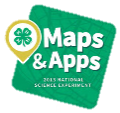 Maps
& Apps
2015 NATIONAL
SCIENCE EXPERIMENT